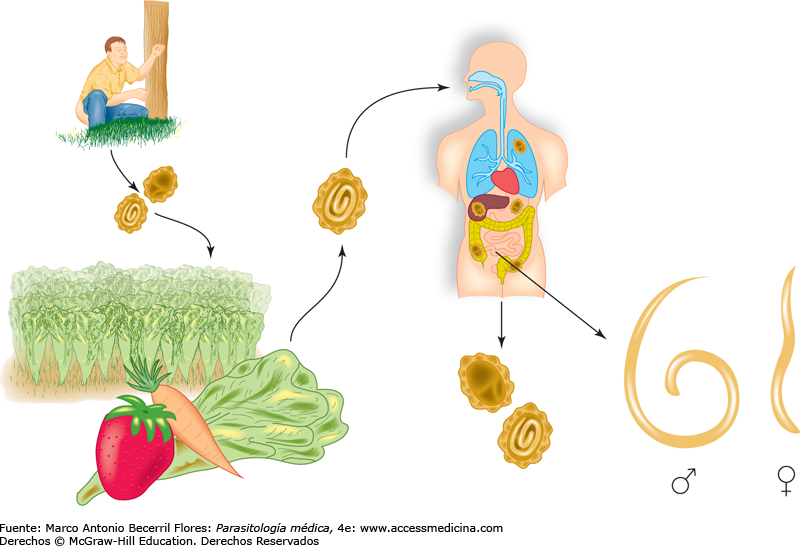 ♂ ♀
Fuente: Marco Antonio Becerril Flores: Parasitología médica, 4e: www.accessmedicina.com
Derechos © McGraw-Hill Education. Derechos Reservados